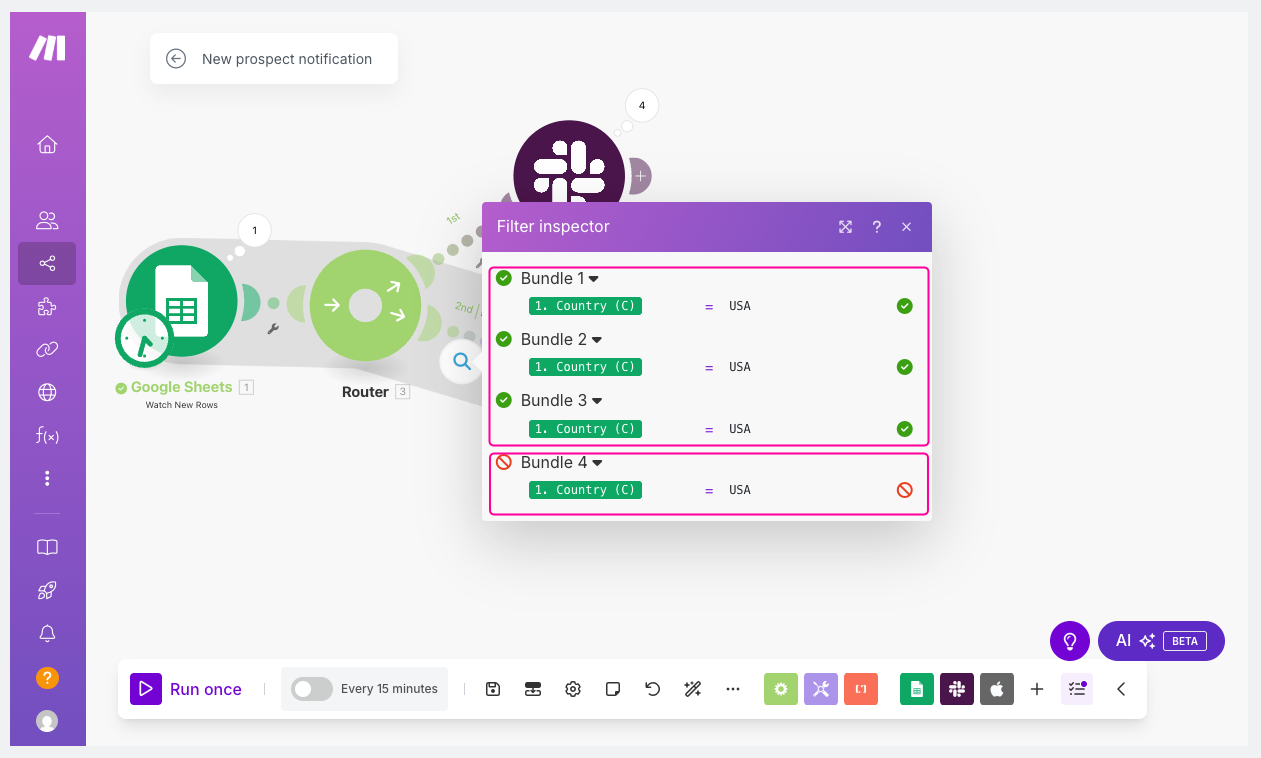 New prospect notification
4
1st
1
Filter inspector
?
Bundle 1
1. Country (C) = USA
Bundle 2
1. Country (C) = USA
Bundle 3
1. Country (C) = USA
Bundle 4
1. Country (C) = USA
2nd
Google Sheets 1
Watch New Rows
Router 3
f(x)
?
AI BETA
Run once
Every 15 minutes